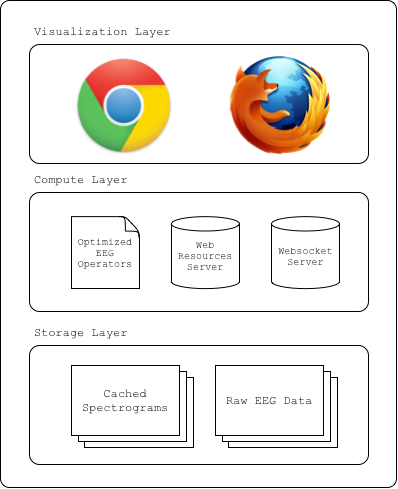 Visualization Layer
Compute Layer
Optimized
EEG
Operators
Web
Resources
Server
Websocket
Server
Storage Layer
Cached
Spectrograms
Raw EEG Data